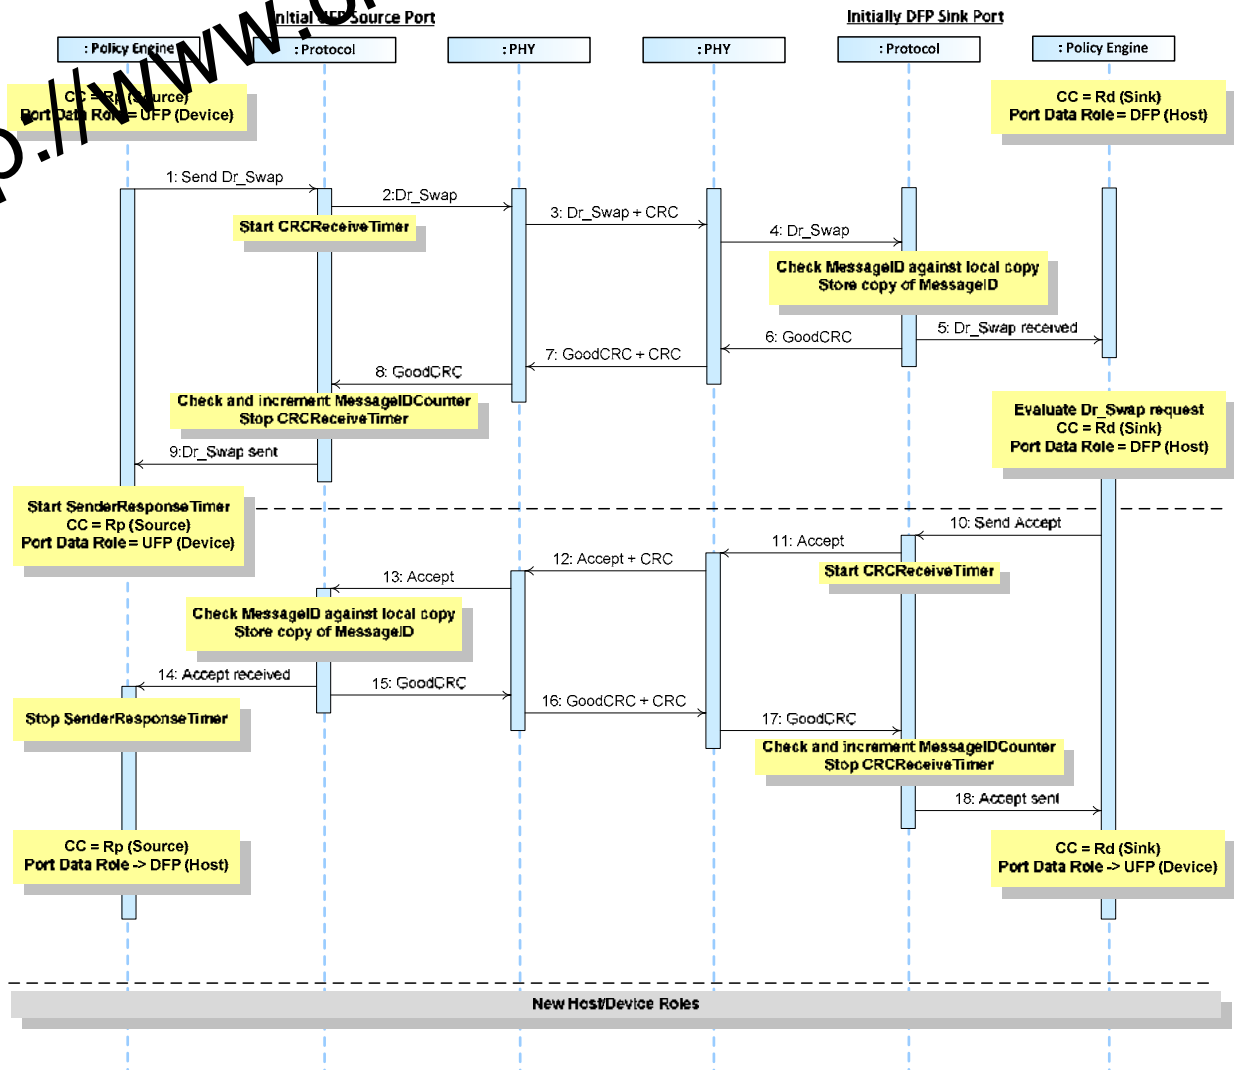 Source Port
Initially DFP Sink Port
: Policy Engine
: Protocol
: PHY
: PHY
: Protocol
: Policy Engine
CC = Rp (Source)
Port Data Role = UFP (Device)
CC = Rd (Sink)
Port Data Role = DFP (Host)
p://www.
1: Send Dr_Swap
2:Dr_Swap
Start CRCReceiveTimer
3: Dr_Swap + CRC
4: Dr_Swap
Check MessageID against local copy
Store copy of MessageID
5: Dr_Swap received
6: GoodCRC
7: GoodCRC + CRC
8: GoodCRC
Check and increment MessageIDCounter
Stop CRCReceiveTimer
Evaluate Dr_Swap request
CC = Rd (Sink)
Port Data Role = DFP (Host)
9:Dr_Swap sent
Start SenderResponseTimer
CC = Rp (Source)
Port Data Role = UFP (Device)
10: Send Accept
11: Accept
Start CRCReceiveTimer
12: Accept + CRC
13: Accept
Check MessageID against local copy
Store copy of MessageID
14: Accept received
15: GoodCRC
Stop SenderResponseTimer
16: GoodCRC + CRC
17: GoodCRC
Check and increment MessageIDCounter
Stop CRCReceiveTimer
18: Accept sent
CC = Rp (Source)
Port Data Role -> DFP (Host)
CC = Rd (Sink)
Port Data Role -> UFP (Device)
New Host/Device Roles